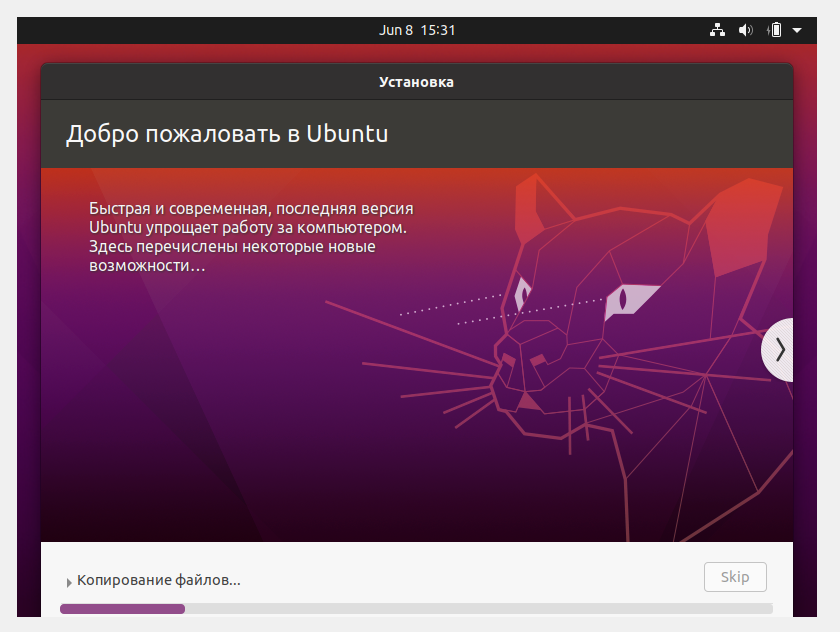 Jun 8 15:31
Установка
Добро пожаловать в Ubuntu
Быстрая и современная, последняя версия
Ubuntu упрощает работу за компьютером.
Здесь перечислены некоторые новые
возможности…
Копирование файлов...
Skip